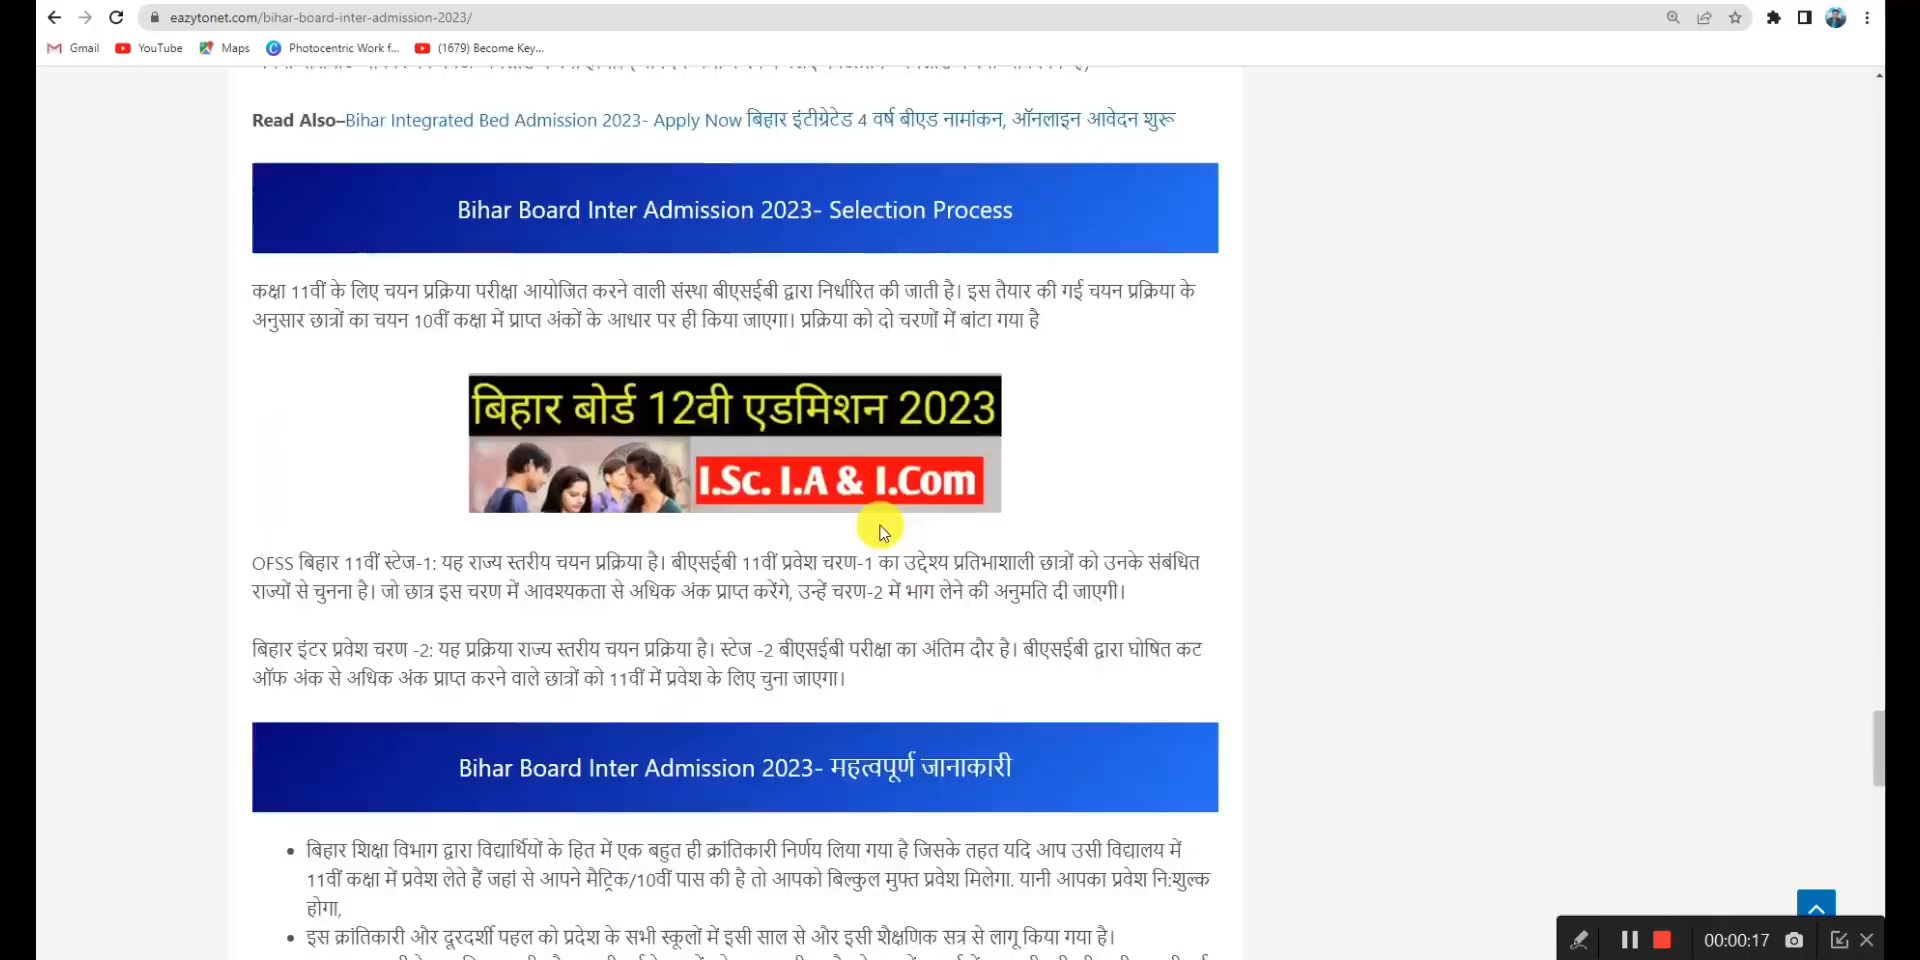 eazytonet.com/bihar-board-inter-admission-2023/
Gmail YouTube Maps Photocentric Work f... (1679) Become Key...
Read Also–Bihar Integrated Bed Admission 2023- Apply Now बिहार इंटीग्रेटेड 4 वर्ष बीएड नामांकन, ऑनलाइन आवेदन शुरू
Bihar Board Inter Admission 2023- Selection Process
कक्षा 11वीं के लिए चयन प्रक्रिया परीक्षा आयोजित करने वाली संस्था बीएसईबी द्वारा निर्धारित की जाती है। इस तैयार की गई चयन प्रक्रिया के
अनुसार छात्रों का चयन 10वीं कक्षा में प्राप्त अंकों के आधार पर ही किया जाएगा। प्रक्रिया को दो चरणों में बांटा गया है
बिहार बोर्ड 12वी एडमिशन 2023
I.Sc. I.A & I.Com
OFSS बिहार 11वीं स्टेज-1: यह राज्य स्तरीय चयन प्रक्रिया है। बीएसईबी 11वीं प्रवेश चरण-1 का उद्देश्य प्रतिभाशाली छात्रों को उनके संबंधित
राज्यों से चुनना है। जो छात्र इस चरण में आवश्यकता से अधिक अंक प्राप्त करेंगे, उन्हें चरण-2 में भाग लेने की अनुमति दी जाएगी।
बिहार इंटर प्रवेश चरण -2: यह प्रक्रिया राज्य स्तरीय चयन प्रक्रिया है। स्टेज -2 बीएसईबी परीक्षा का अंतिम दौर है। बीएसईबी द्वारा घोषित कट
ऑफ अंक से अधिक अंक प्राप्त करने वाले छात्रों को 11वीं में प्रवेश के लिए चुना जाएगा।
Bihar Board Inter Admission 2023- महत्वपूर्ण जानाकारी
• बिहार शिक्षा विभाग द्वारा विद्यार्थियों के हित में एक बहुत ही क्रांतिकारी निर्णय लिया गया है जिसके तहत यदि आप उसी विद्यालय में
11वीं कक्षा में प्रवेश लेते हैं जहां से आपने मैट्रिक/10वीं पास की है तो आपको बिल्कुल मुफ्त प्रवेश मिलेगा. यानी आपका प्रवेश नि:शुल्क
होगा,
• इस क्रांतिकारी और दूरदर्शी पहल को प्रदेश के सभी स्कूलों में इसी साल से और इसी शैक्षणिक सत्र से लागू किया गया है।
00:00:17